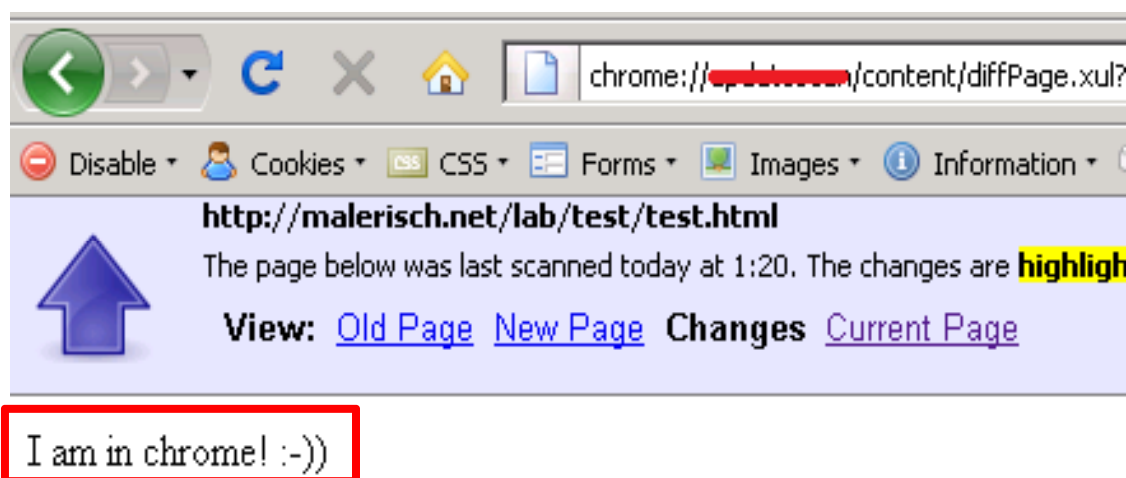 chrome:// /content/diffPage.xul?
Disable Cookies CSS CSS Forms Images Information
http://malerisch.net/lab/test/test.html
The page below was last scanned today at 1:20. The changes are highligh
View: Old Page New Page Changes Current Page
I am in chrome! :-))